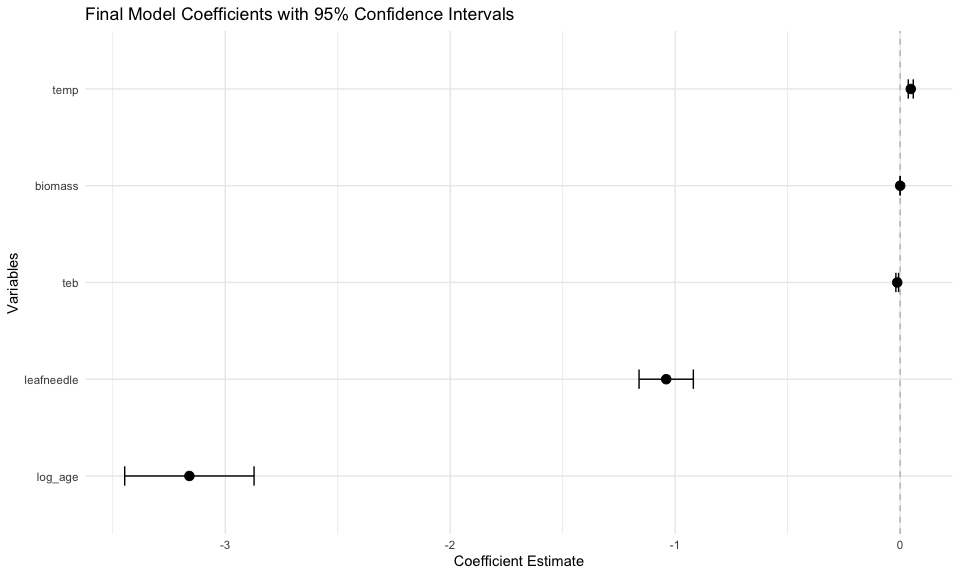 Final Model Coefficients with 95% Confidence Intervals
temp
biomass
teb
leafneedle
log_age
Variables
-3
-2
-1
0
Coefficient Estimate